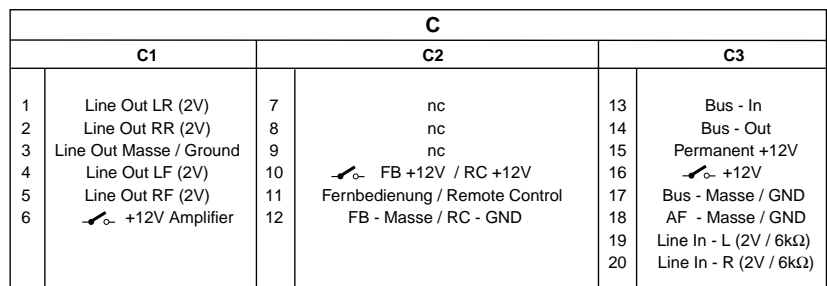 C
C1 C2 C3
1 Line Out LR (2V) 7 nc 13 Bus - In
2 Line Out RR (2V) 8 nc 14 Bus - Out
3 Line Out Masse / Ground 9 nc 15 Permanent +12V
4 Line Out LF (2V) 10 FB +12V / RC +12V 16 +12V
5 Line Out RF (2V) 11 Fernbedienung / Remote Control 17 Bus - Masse / GND
6 +12V Amplifier 12 FB - Masse / RC - GND 18 AF - Masse / GND
19 Line In - L (2V / 6kΩ)
20 Line In - R (2V / 6kΩ)